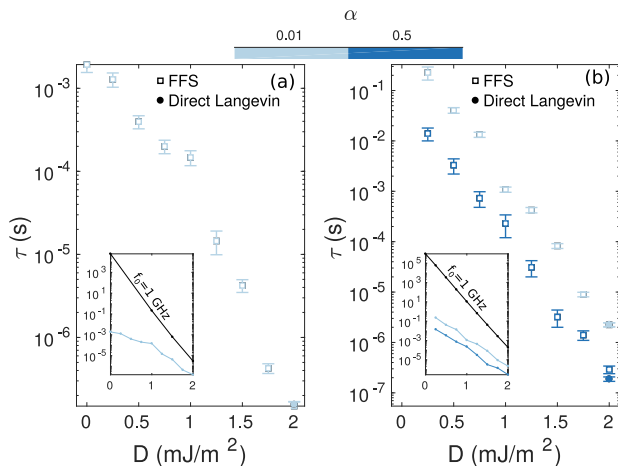 α
0.01 0.5
(a)
FFS
Direct Langevin
τ (s)
10⁻³
10⁻⁴
10⁻⁵
10⁻⁶
f₀=1 GHz
10⁵
10³
10¹
10⁻¹
10⁻³
10⁻⁵
0 1 2
0 0.5 1 1.5 2
D (mJ/m ²)
(b)
FFS
Direct Langevin
τ (s)
10⁻¹
10⁻²
10⁻³
10⁻⁴
10⁻⁵
10⁻⁶
10⁻⁷
f₀=1 GHz
10⁵
10³
10¹
10⁻¹
10⁻³
10⁻⁵
0 1 2
0 0.5 1 1.5 2
D (mJ/m ²)